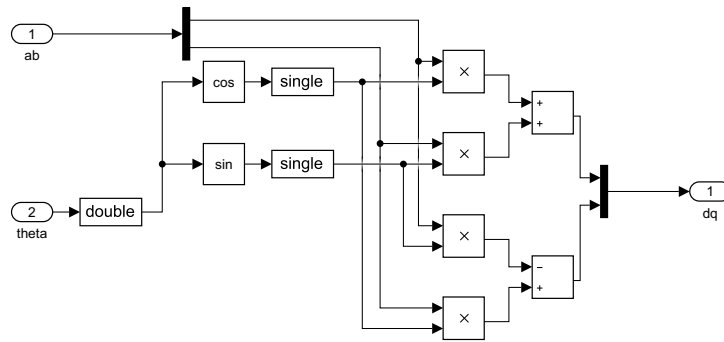 1
ab
cos
single
×
+
+
sin
single
×
1
dq
2
theta
double
×
−
+
×